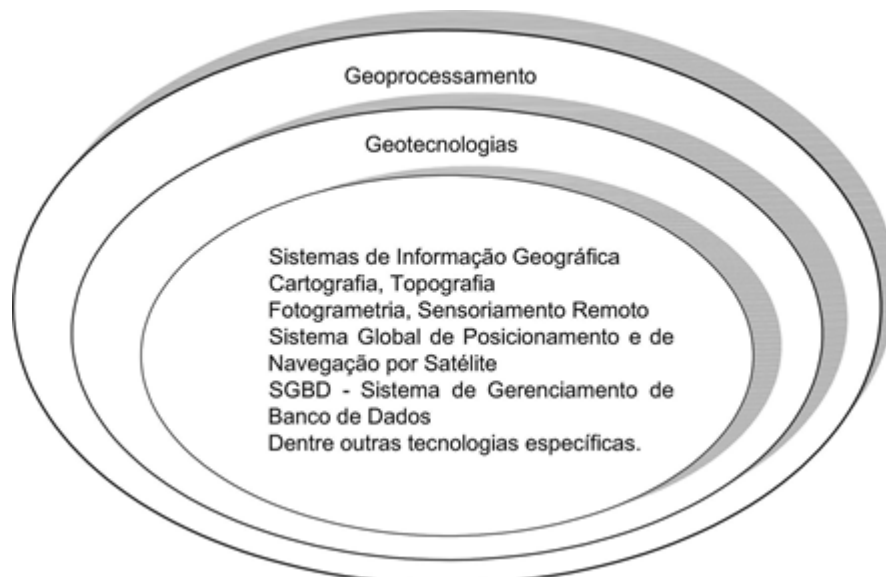 Geoprocessamento
Geotecnologias
Sistemas de Informação Geográfica
Cartografia, Topografia
Fotogrametria, Sensoriamento Remoto
Sistema Global de Posicionamento e de
Navegação por Satélite
SGBD - Sistema de Gerenciamento de
Banco de Dados
Dentre outras tecnologias específicas.